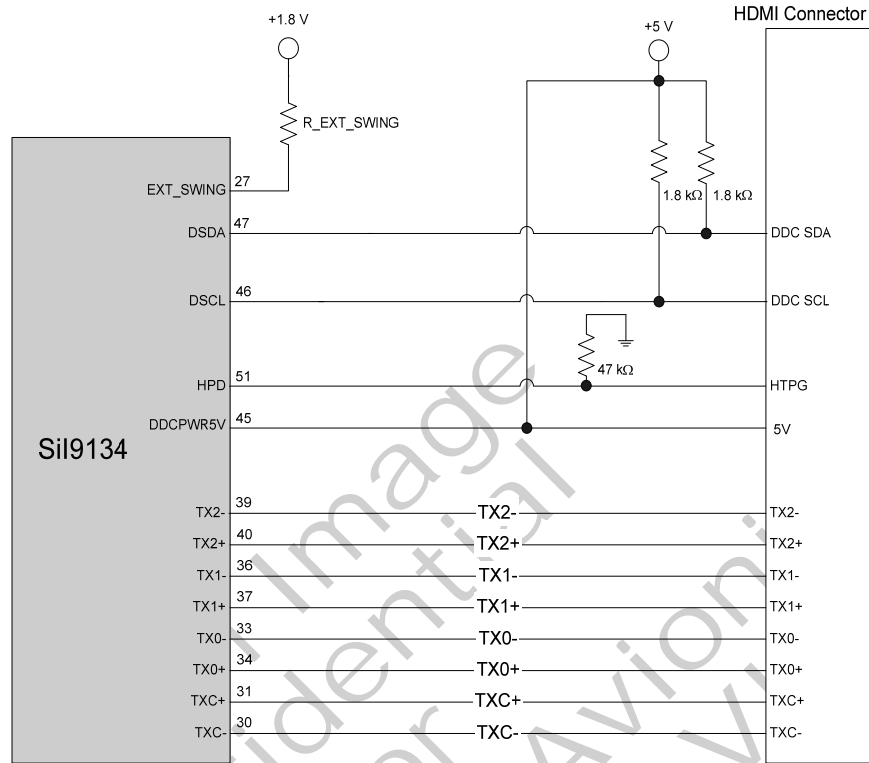 HDMI Connector
+1.8 V
+5 V
R_EXT_SWING
1.8 kΩ 1.8 kΩ
EXT_SWING 27
DSDA 47 DDC SDA
DSCL 46 DDC SCL
47 kΩ
HPD 51 HTPG
DDCPWR5V 45 5V
SiI9134
TX2- 39 TX2- TX2-
TX2+ 40 TX2+ TX2+
TX1- 36 TX1- TX1-
TX1+ 37 TX1+ TX1+
TX0- 33 TX0- TX0-
TX0+ 34 TX0+ TX0+
TXC+ 31 TXC+ TXC+
TXC- 30 TXC- TXC-
Image